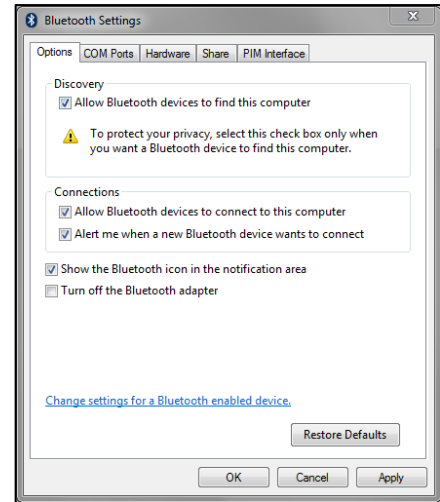 Bluetooth Settings
Options COM Ports Hardware Share PIM Interface
Discovery
Allow Bluetooth devices to find this computer
To protect your privacy, select this check box only when
you want a Bluetooth device to find this computer.
Connections
Allow Bluetooth devices to connect to this computer
Alert me when a new Bluetooth device wants to connect
Show the Bluetooth icon in the notification area
Turn off the Bluetooth adapter
Change settings for a Bluetooth enabled device.
Restore Defaults
OK Cancel Apply